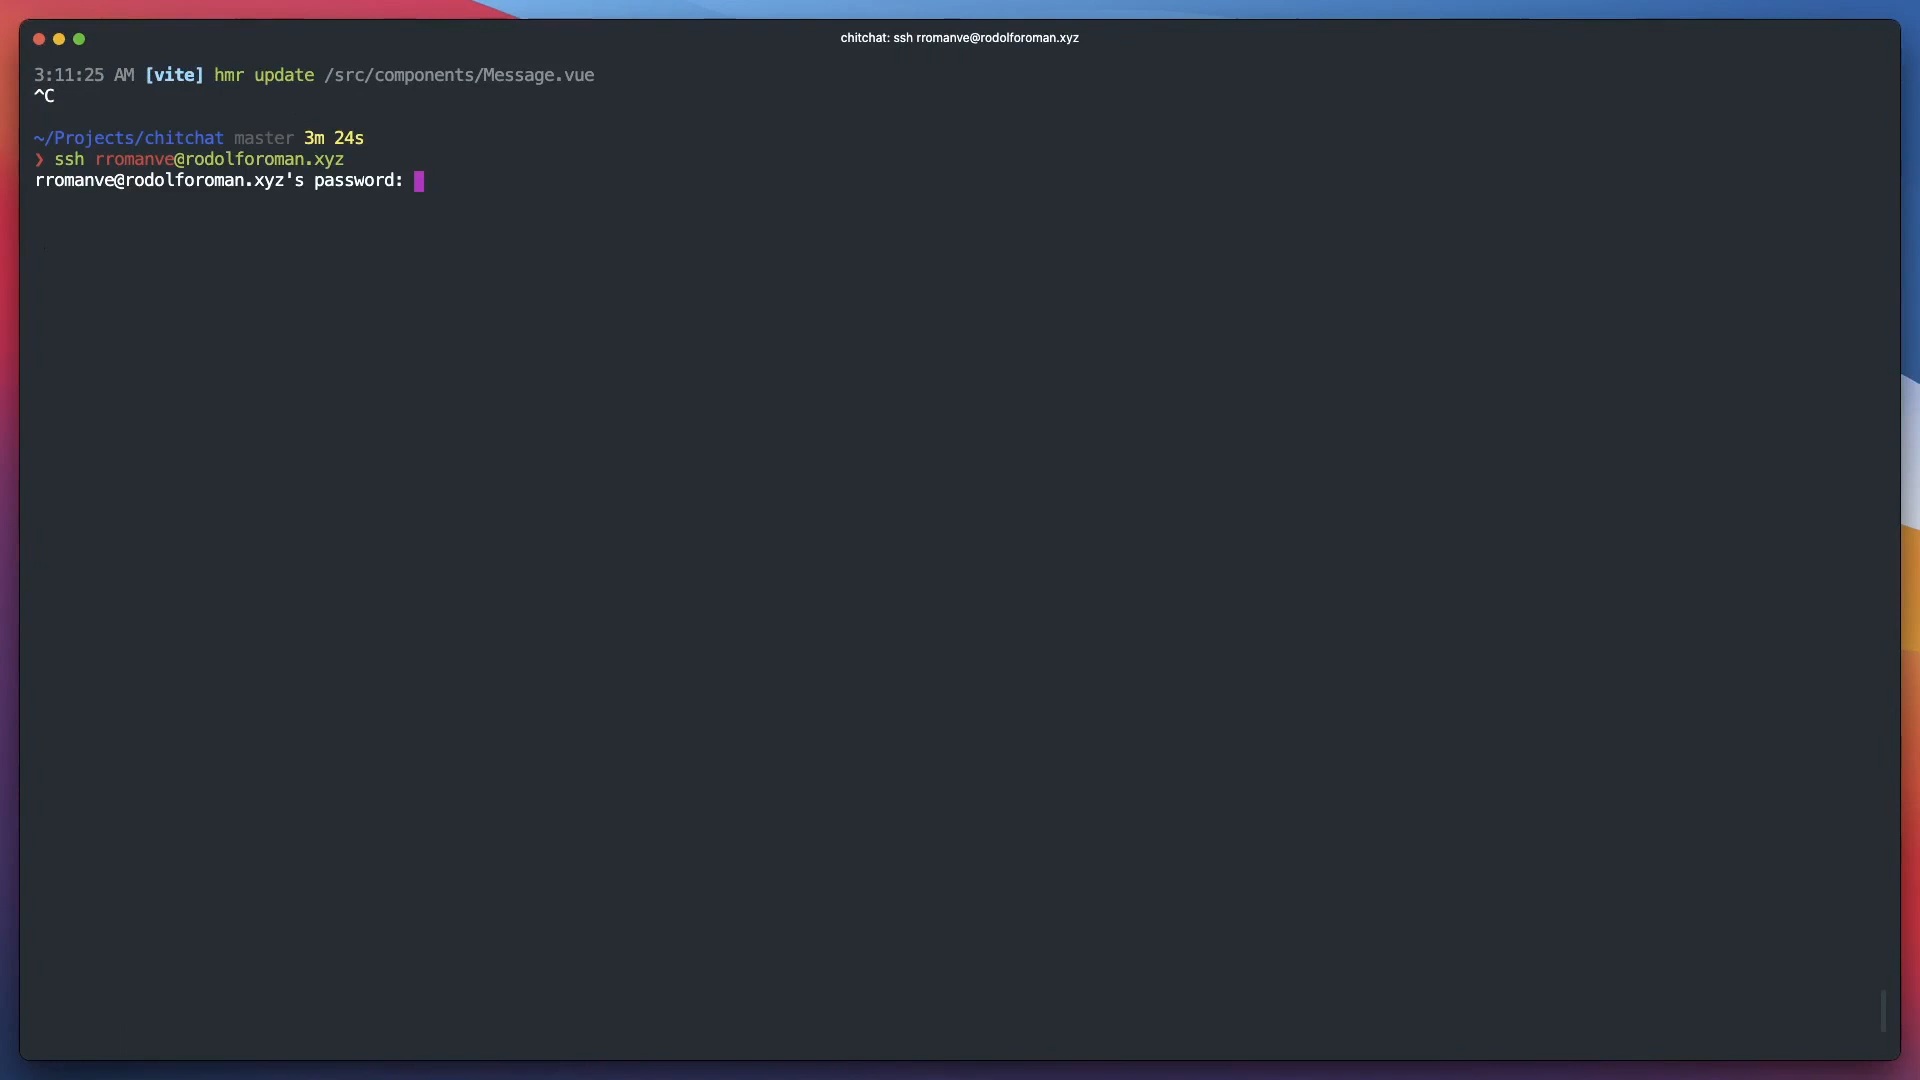 chitchat: ssh rromanve@rodolforoman.xyz
3:11:25 AM [vite] hmr update /src/components/Message.vue
^C
~/Projects/chitchat master 3m 24s
❯ ssh rromanve@rodolforoman.xyz
rromanve@rodolforoman.xyz's password: